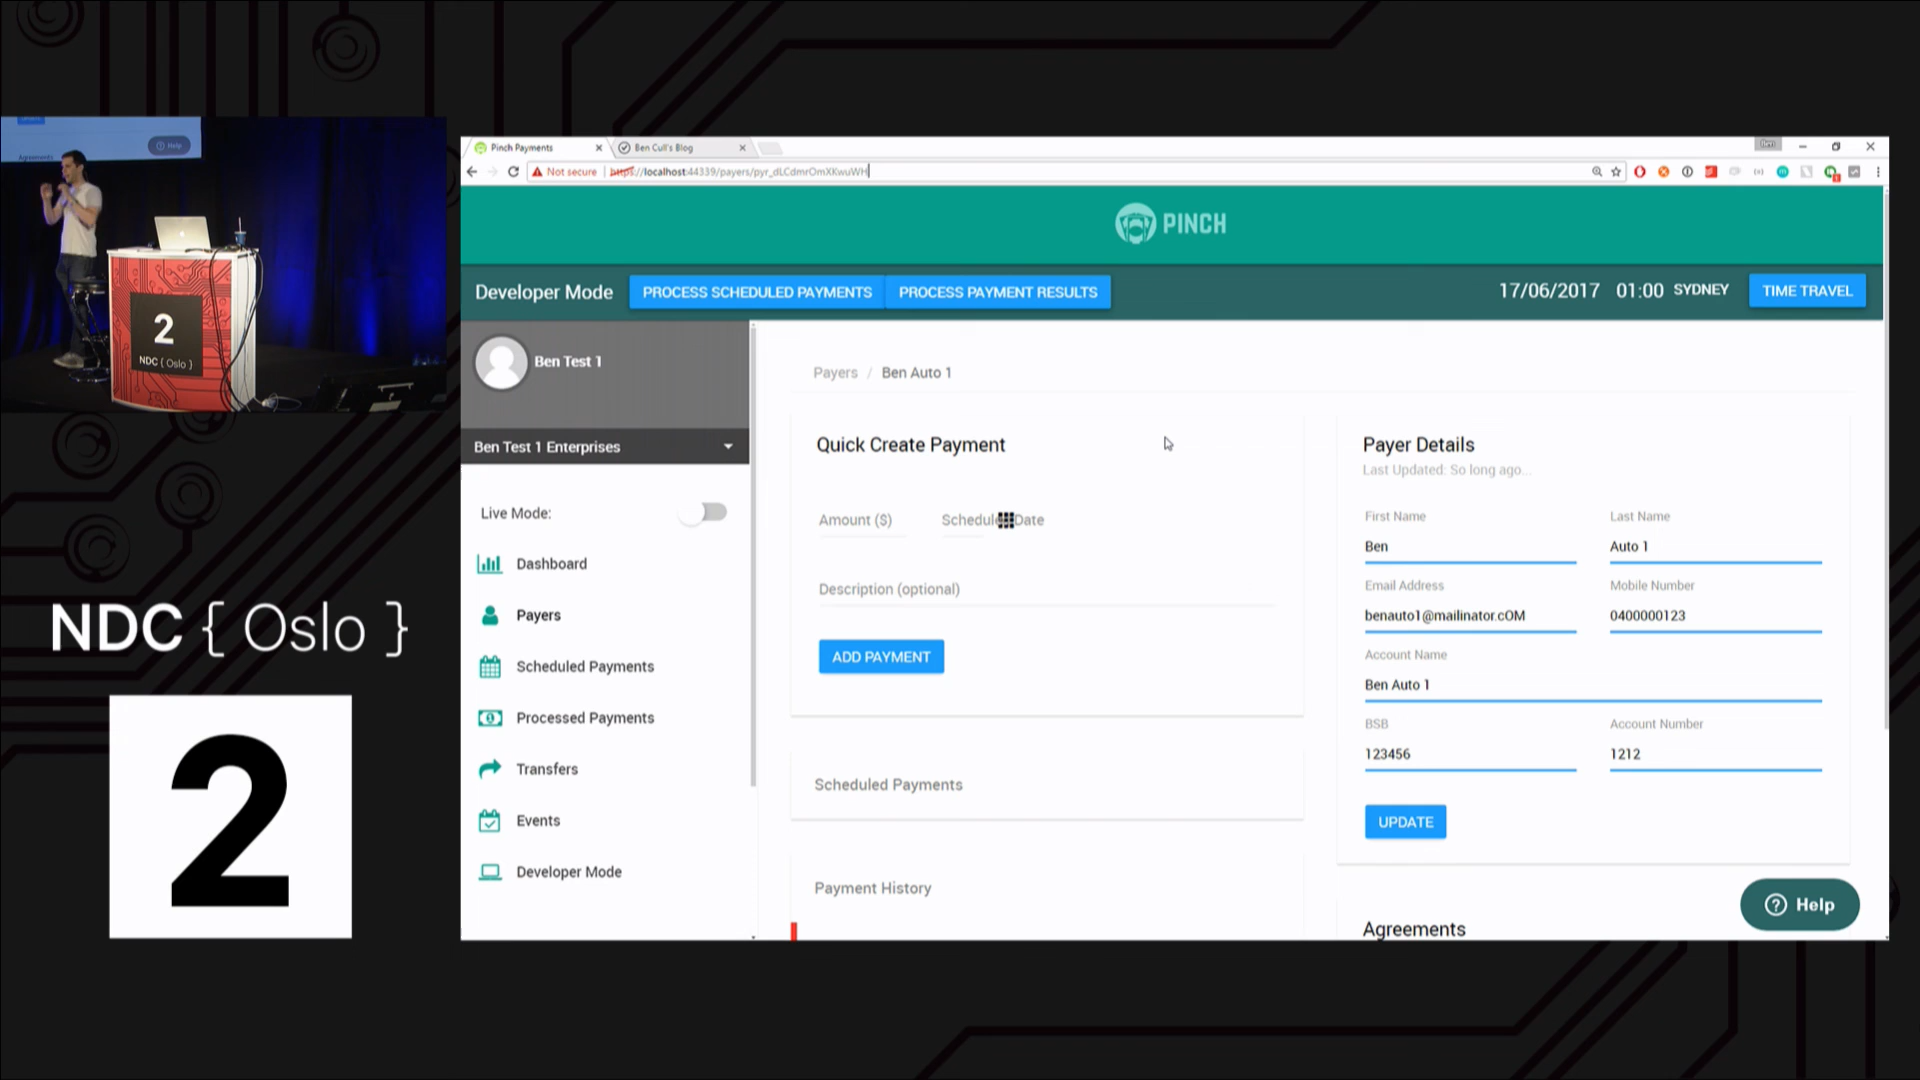 Help
Agreements
2
NDC { Oslo }
NDC { Oslo }
2
Pinch Payments
Ben Cull's Blog
Ben
Not secure
https://localhost:44339/payers/pyr_dLCdmrOmXKwuWH
PINCH
Developer Mode
PROCESS SCHEDULED PAYMENTS
PROCESS PAYMENT RESULTS
17/06/2017 01:00 SYDNEY
TIME TRAVEL
Ben Test 1
Ben Test 1 Enterprises
Live Mode:
Dashboard
Payers
Scheduled Payments
Processed Payments
Transfers
Events
Developer Mode
Payers / Ben Auto 1
Quick Create Payment
Amount ($)
Schedule Date
Description (optional)
ADD PAYMENT
Scheduled Payments
Payment History
Payer Details
Last Updated: So long ago...
First Name
Last Name
Ben
Auto 1
Email Address
Mobile Number
benauto1@mailinator.cOM
0400000123
Account Name
Ben Auto 1
BSB
Account Number
123456
1212
UPDATE
Agreements
Help